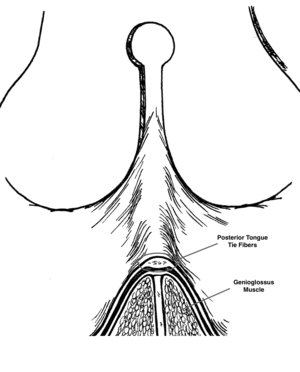 Posterior Tongue
Tie Fibers
Genioglossus
Muscle